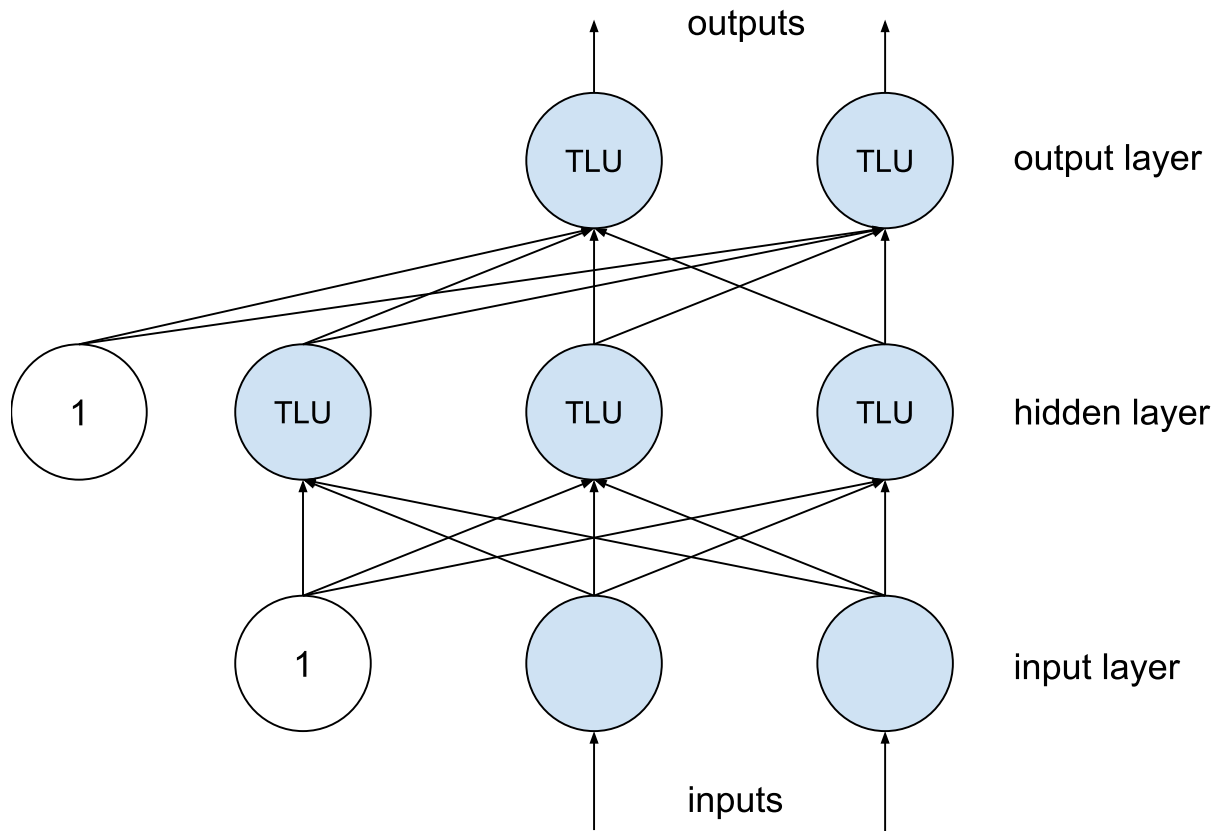 outputs
TLU
TLU
output layer
1
TLU
TLU
TLU
hidden layer
1
input layer
inputs